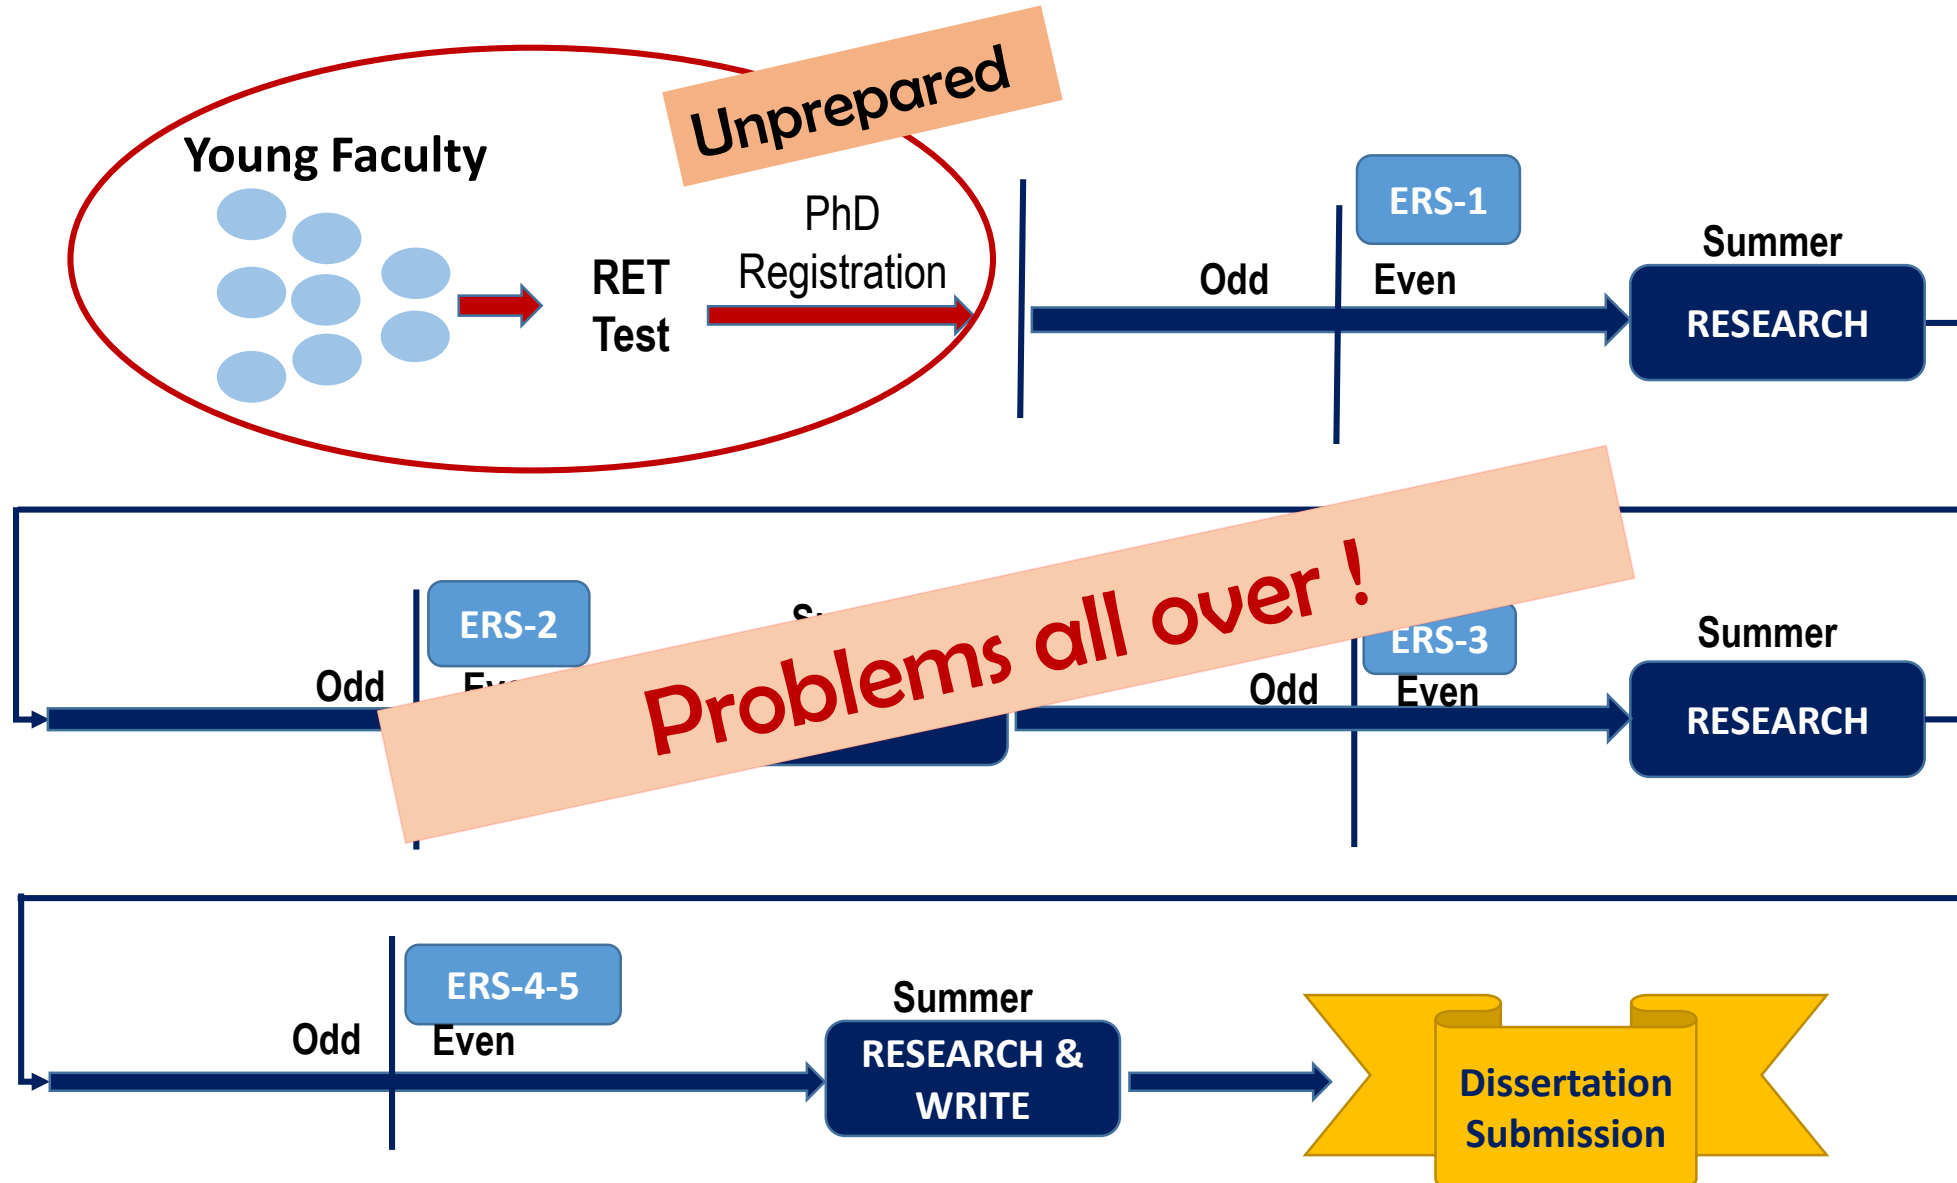 Unprepared
Young Faculty
PhD
Registration
RET
Test
ERS-1
Odd
Even
Summer
RESEARCH
Problems all over !
ERS-2
Odd
ERS-3
Odd
Even
Summer
RESEARCH
ERS-4-5
Odd
Even
Summer
RESEARCH &
WRITE
Dissertation
Submission